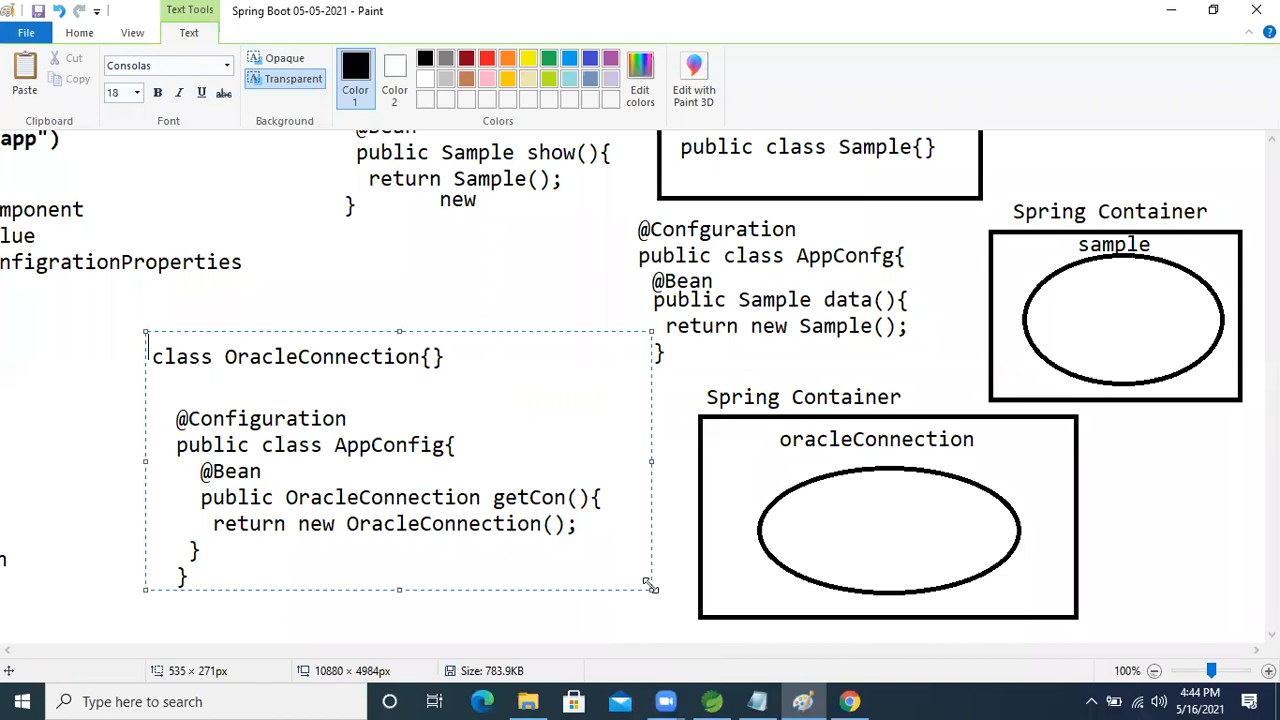 Text Tools
Spring Boot 05-05-2021 - Paint
File
Home
View
Text
Paste
Cut
Copy
Clipboard
Consolas
18
B
I
U
abc
Font
Opaque
Transparent
Background
Color
1
Color
2
Edit
colors
Edit with
Paint 3D
Colors
app")
@Bean
public Sample show(){
return Sample();
new
}
public class Sample{}
mponent
lue
nfigrationProperties
@Confguration
public class AppConfg{
@Bean
public Sample data(){
return new Sample();
}
Spring Container
sample
class OracleConnection{}
@Configuration
public class AppConfig{
@Bean
public OracleConnection getCon(){
return new OracleConnection();
}
}
Spring Container
oracleConnection
n
535 × 271px
10880 × 4984px
Size: 783.9KB
100%
Type here to search
4:44 PM
5/16/2021